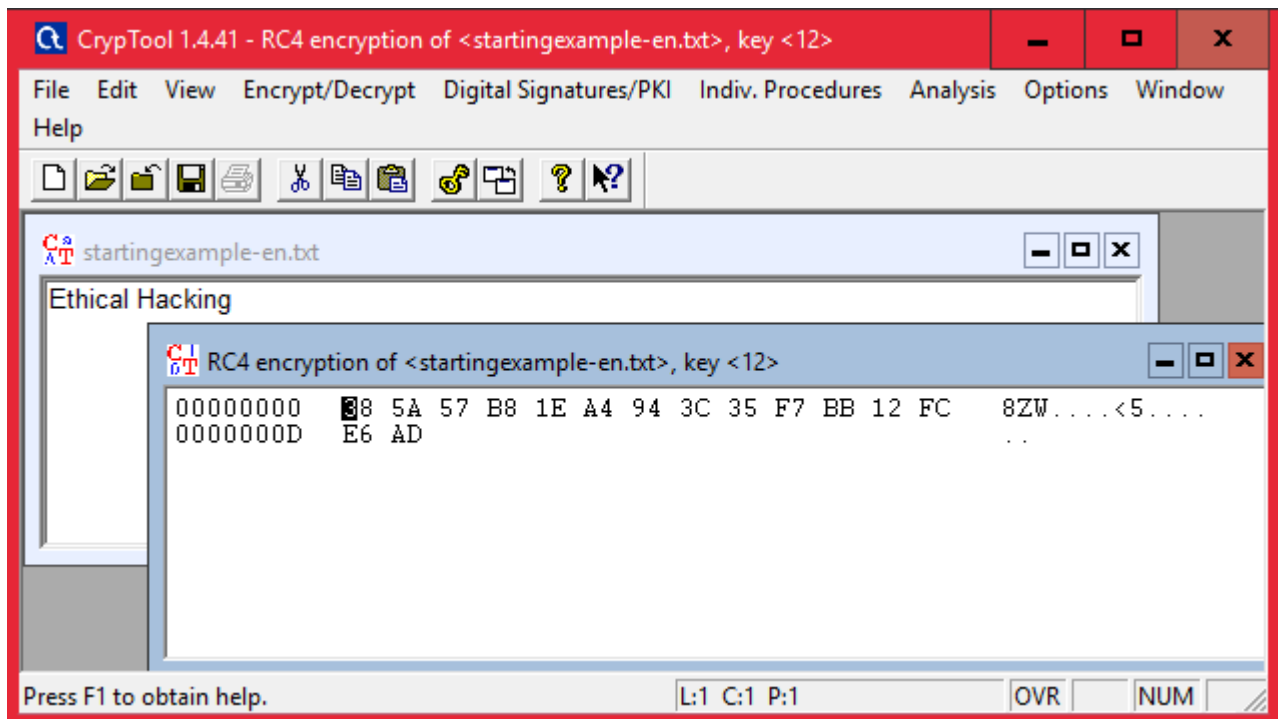 CrypTool 1.4.41 - RC4 encryption of <startingexample-en.txt>, key <12>
File Edit View Encrypt/Decrypt Digital Signatures/PKI Indiv. Procedures Analysis Options Window
Help
startingexample-en.txt
Ethical Hacking
RC4 encryption of <startingexample-en.txt>, key <12>
00000000 38 5A 57 B8 1E A4 94 3C 35 F7 BB 12 FC 8ZW....<5....
0000000D E6 AD ..
Press F1 to obtain help. L:1 C:1 P:1 OVR NUM